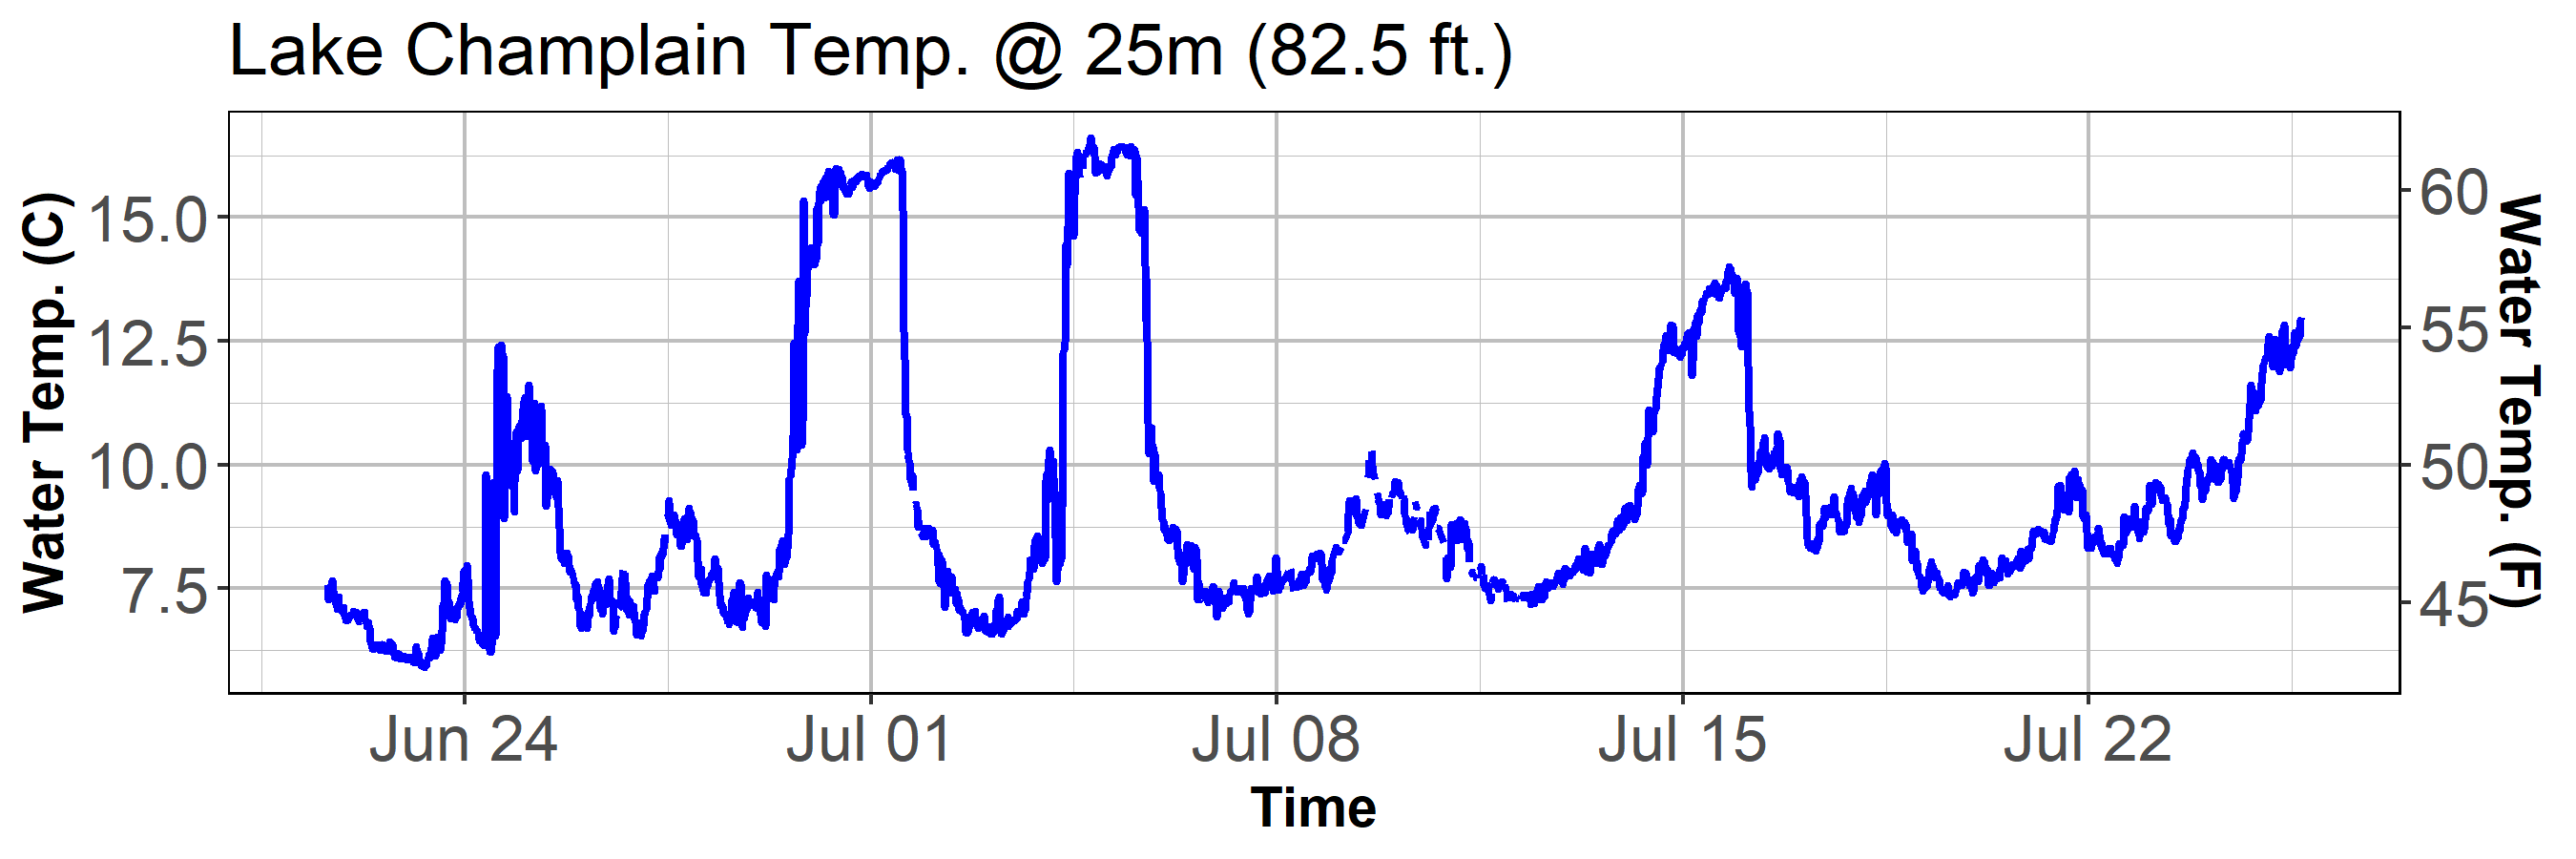 Lake Champlain Temp. @ 25m (82.5 ft.)
Water Temp. (C)
15.0
12.5
10.0
7.5
60
55
50
45
Water Temp. (F)
Jun 24
Jul 01
Jul 08
Jul 15
Jul 22
Time